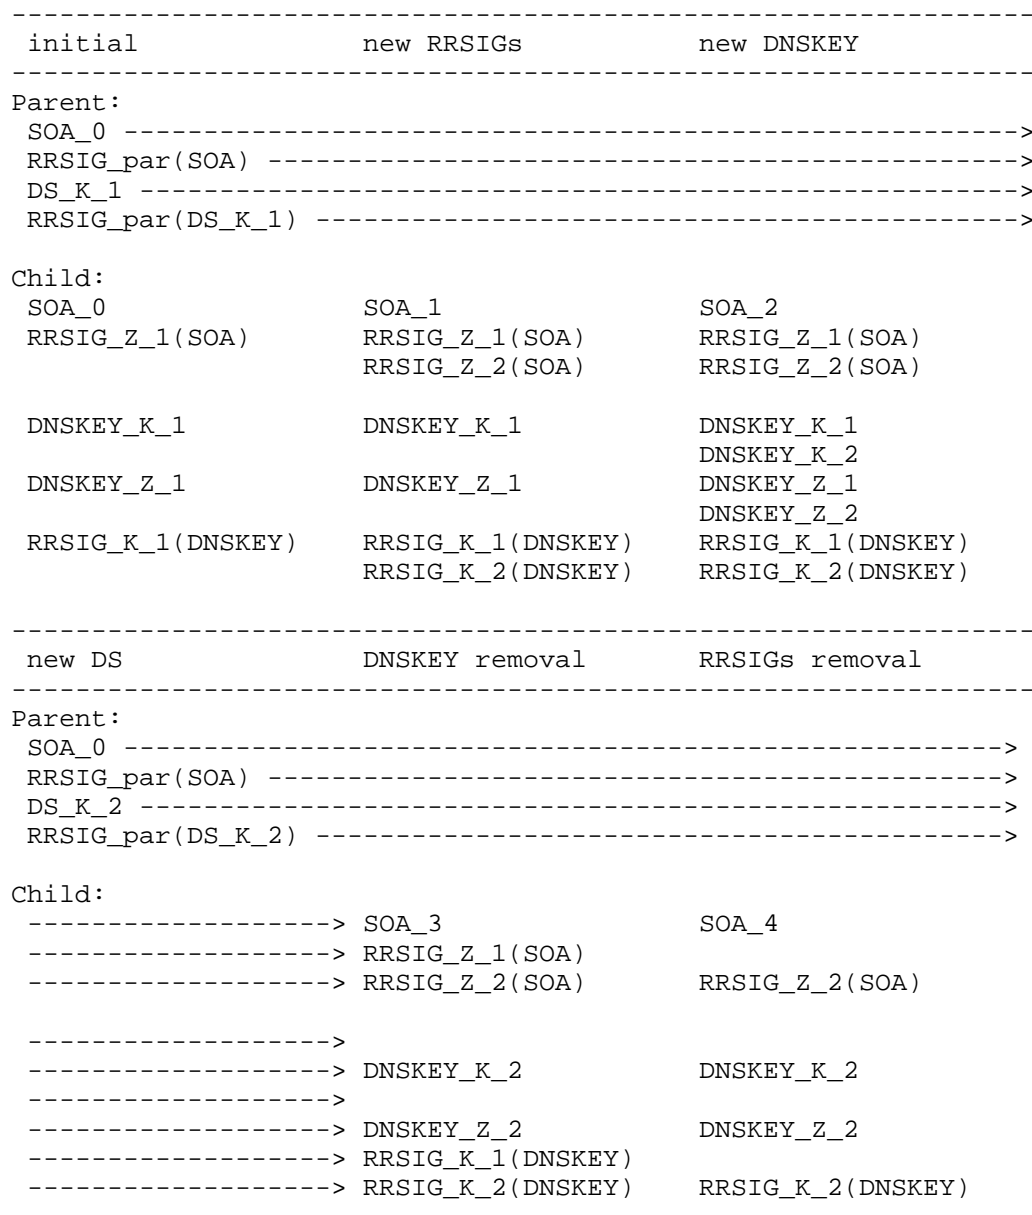 ----------------------------------------------------------------
 initial              new RRSIGs           new DNSKEY
----------------------------------------------------------------
Parent:
 SOA_0 -------------------------------------------------------->
 RRSIG_par(SOA) ----------------------------------------------->
 DS_K_1 ------------------------------------------------------->
 RRSIG_par(DS_K_1) -------------------------------------------->

Child:
 SOA_0                SOA_1                SOA_2
 RRSIG_Z_1(SOA)       RRSIG_Z_1(SOA)       RRSIG_Z_1(SOA)
                      RRSIG_Z_2(SOA)       RRSIG_Z_2(SOA)

 DNSKEY_K_1           DNSKEY_K_1           DNSKEY_K_1
                                           DNSKEY_K_2
 DNSKEY_Z_1           DNSKEY_Z_1           DNSKEY_Z_1
                                           DNSKEY_Z_2
 RRSIG_K_1(DNSKEY)    RRSIG_K_1(DNSKEY)    RRSIG_K_1(DNSKEY)
                      RRSIG_K_2(DNSKEY)    RRSIG_K_2(DNSKEY)

----------------------------------------------------------------
 new DS               DNSKEY removal       RRSIGs removal
----------------------------------------------------------------
Parent:
 SOA_0 ------------------------------------------------------->
 RRSIG_par(SOA) ---------------------------------------------->
 DS_K_2 ------------------------------------------------------>
 RRSIG_par(DS_K_2) ------------------------------------------->

Child:
 -------------------> SOA_3                SOA_4
 -------------------> RRSIG_Z_1(SOA)
 -------------------> RRSIG_Z_2(SOA)       RRSIG_Z_2(SOA)

 ------------------->
 -------------------> DNSKEY_K_2           DNSKEY_K_2
 ------------------->
 -------------------> DNSKEY_Z_2           DNSKEY_Z_2
 -------------------> RRSIG_K_1(DNSKEY)
 -------------------> RRSIG_K_2(DNSKEY)    RRSIG_K_2(DNSKEY)